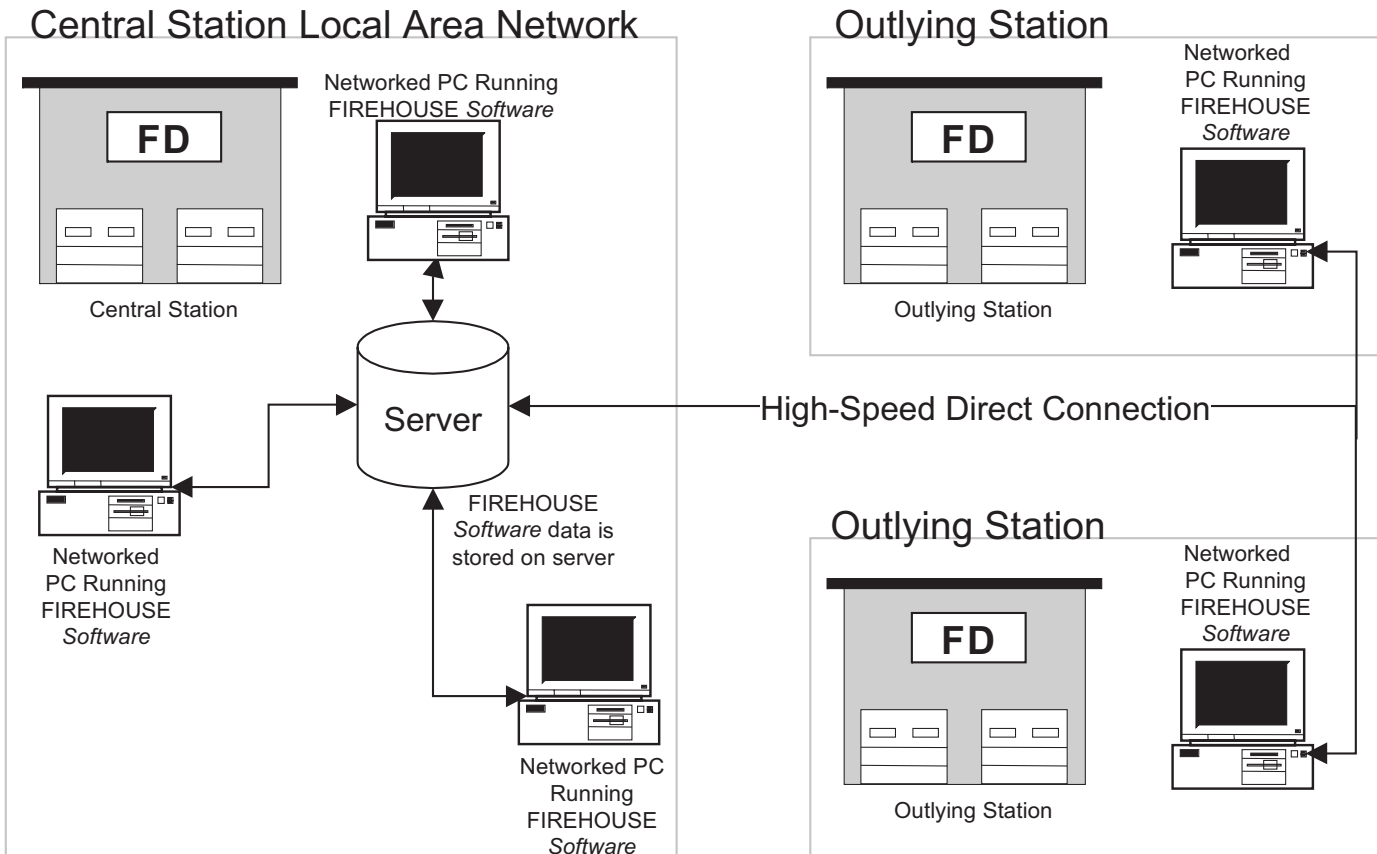 Central Station Local Area Network
FD
Central Station
Networked PC Running
FIREHOUSE Software
Server
Networked
PC Running
FIREHOUSE
Software
FIREHOUSE
Software data is
stored on server
Networked PC
Running
FIREHOUSE
Software
High-Speed Direct Connection
Outlying Station
FD
Outlying Station
Networked
PC Running
FIREHOUSE
Software
Outlying Station
FD
Outlying Station
Networked
PC Running
FIREHOUSE
Software